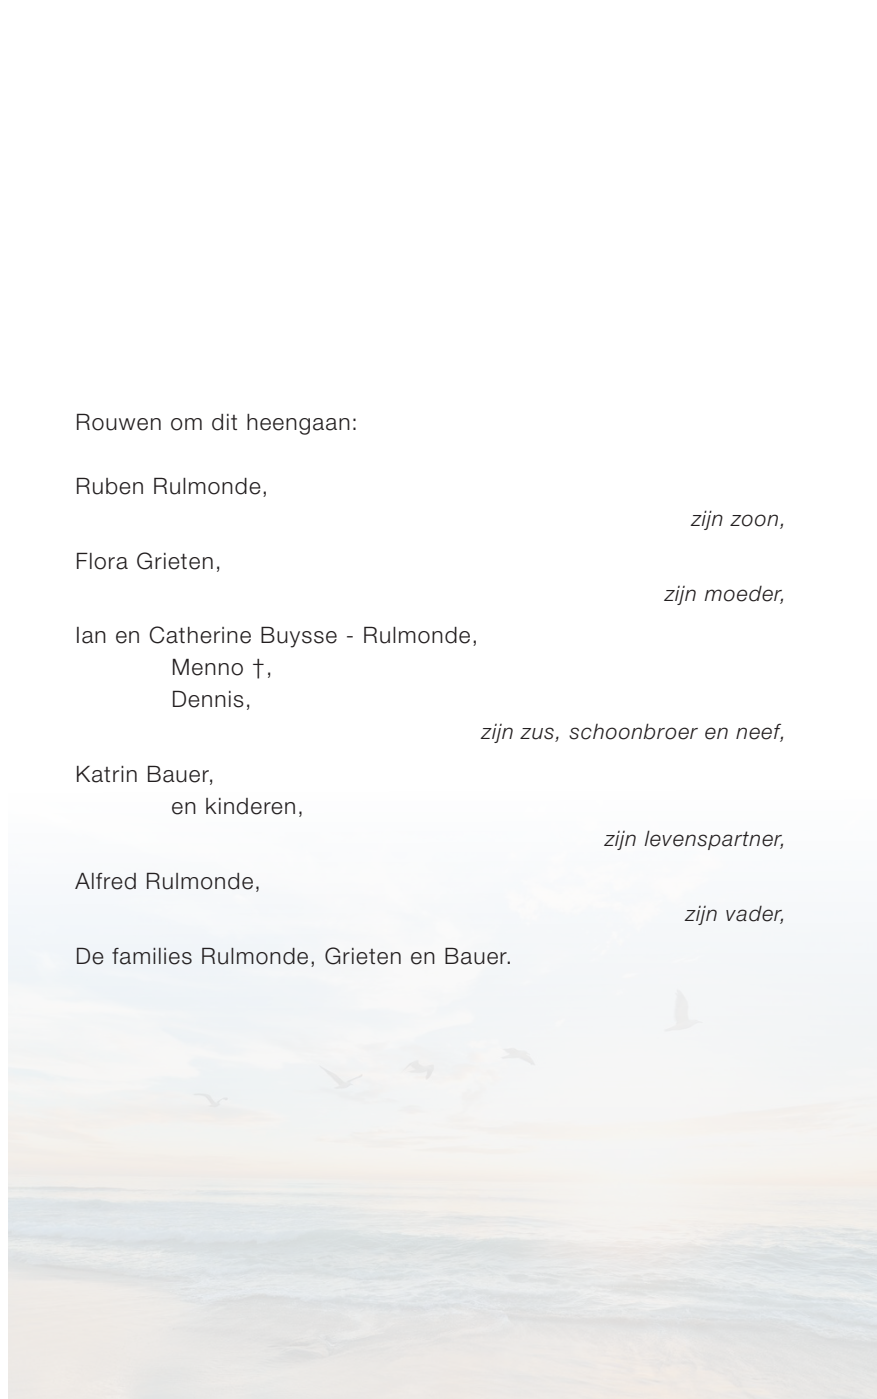 Rouwen om dit heengaan:
Ruben Rulmonde,
zijn zoon,
Flora Grieten,
zijn moeder,
Ian en Catherine Buysse - Rulmonde,
Menno †,
Dennis,
zijn zus, schoonbroer en neef,
Katrin Bauer,
en kinderen,
zijn levenspartner,
Alfred Rulmonde,
zijn vader,
De families Rulmonde, Grieten en Bauer.